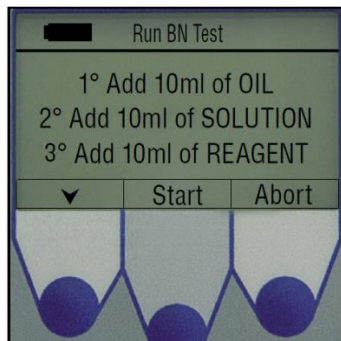 Run BN Test
1° Add 10ml of OIL
2° Add 10ml of SOLUTION
3° Add 10ml of REAGENT
Start Abort